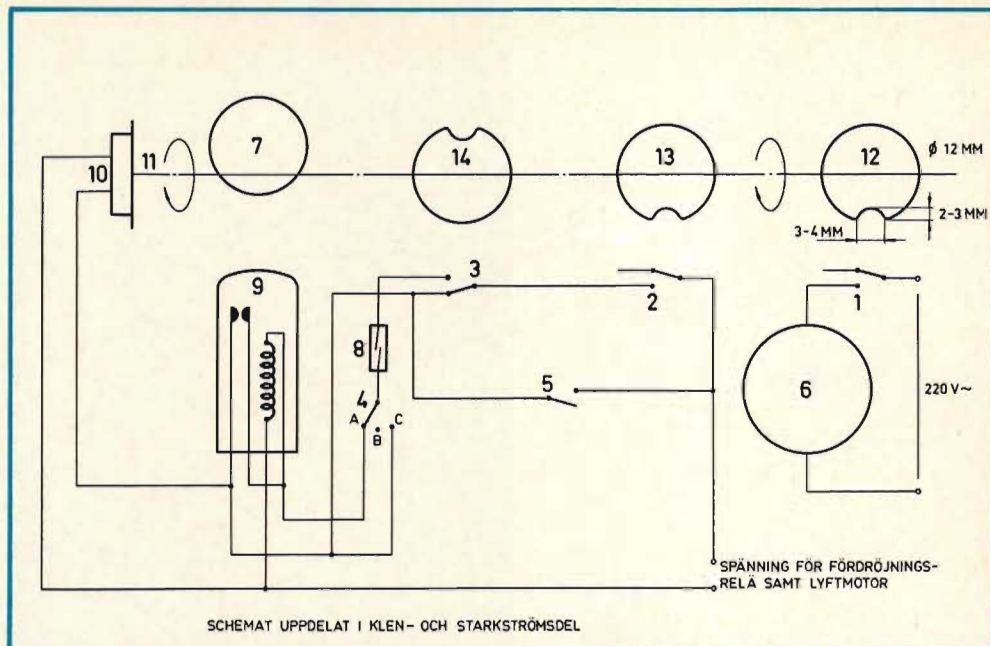 7
14
13
12
Ø 12 MM
10
11
2-3 MM
3-4 MM
9
3
2
1
8
5
6
220 V~
4
A
B
C
SPÄNNING FÖR FÖRDRÖJNINGS-
RELÄ SAMT LYFTMOTOR
SCHEMAT UPPDELAT I KLEN- OCH STARKSTRÖMSDEL